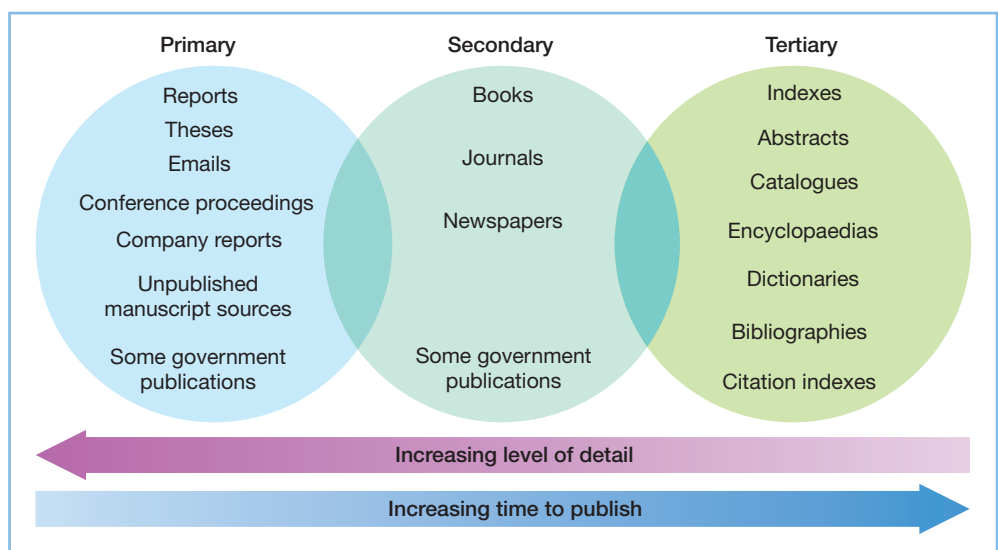 Primary
Reports
Theses
Emails
Conference proceedings
Company reports
Unpublished
manuscript sources
Some government
publications
Secondary
Books
Journals
Newspapers
Some government
publications
Tertiary
Indexes
Abstracts
Catalogues
Encyclopaedias
Dictionaries
Bibliographies
Citation indexes
Increasing level of detail
Increasing time to publish